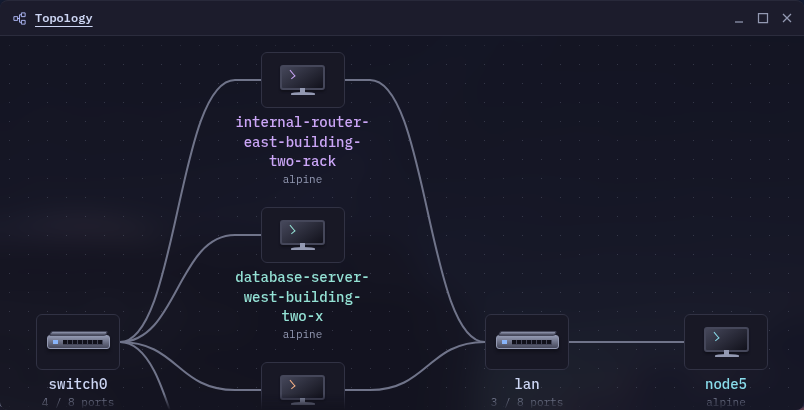 Topology
internal-router-
east-building-
two-rack
alpine
database-server-
west-building-
two-x
alpine
switch0
4 / 8 ports
lan
3 / 8 ports
node5
alpine